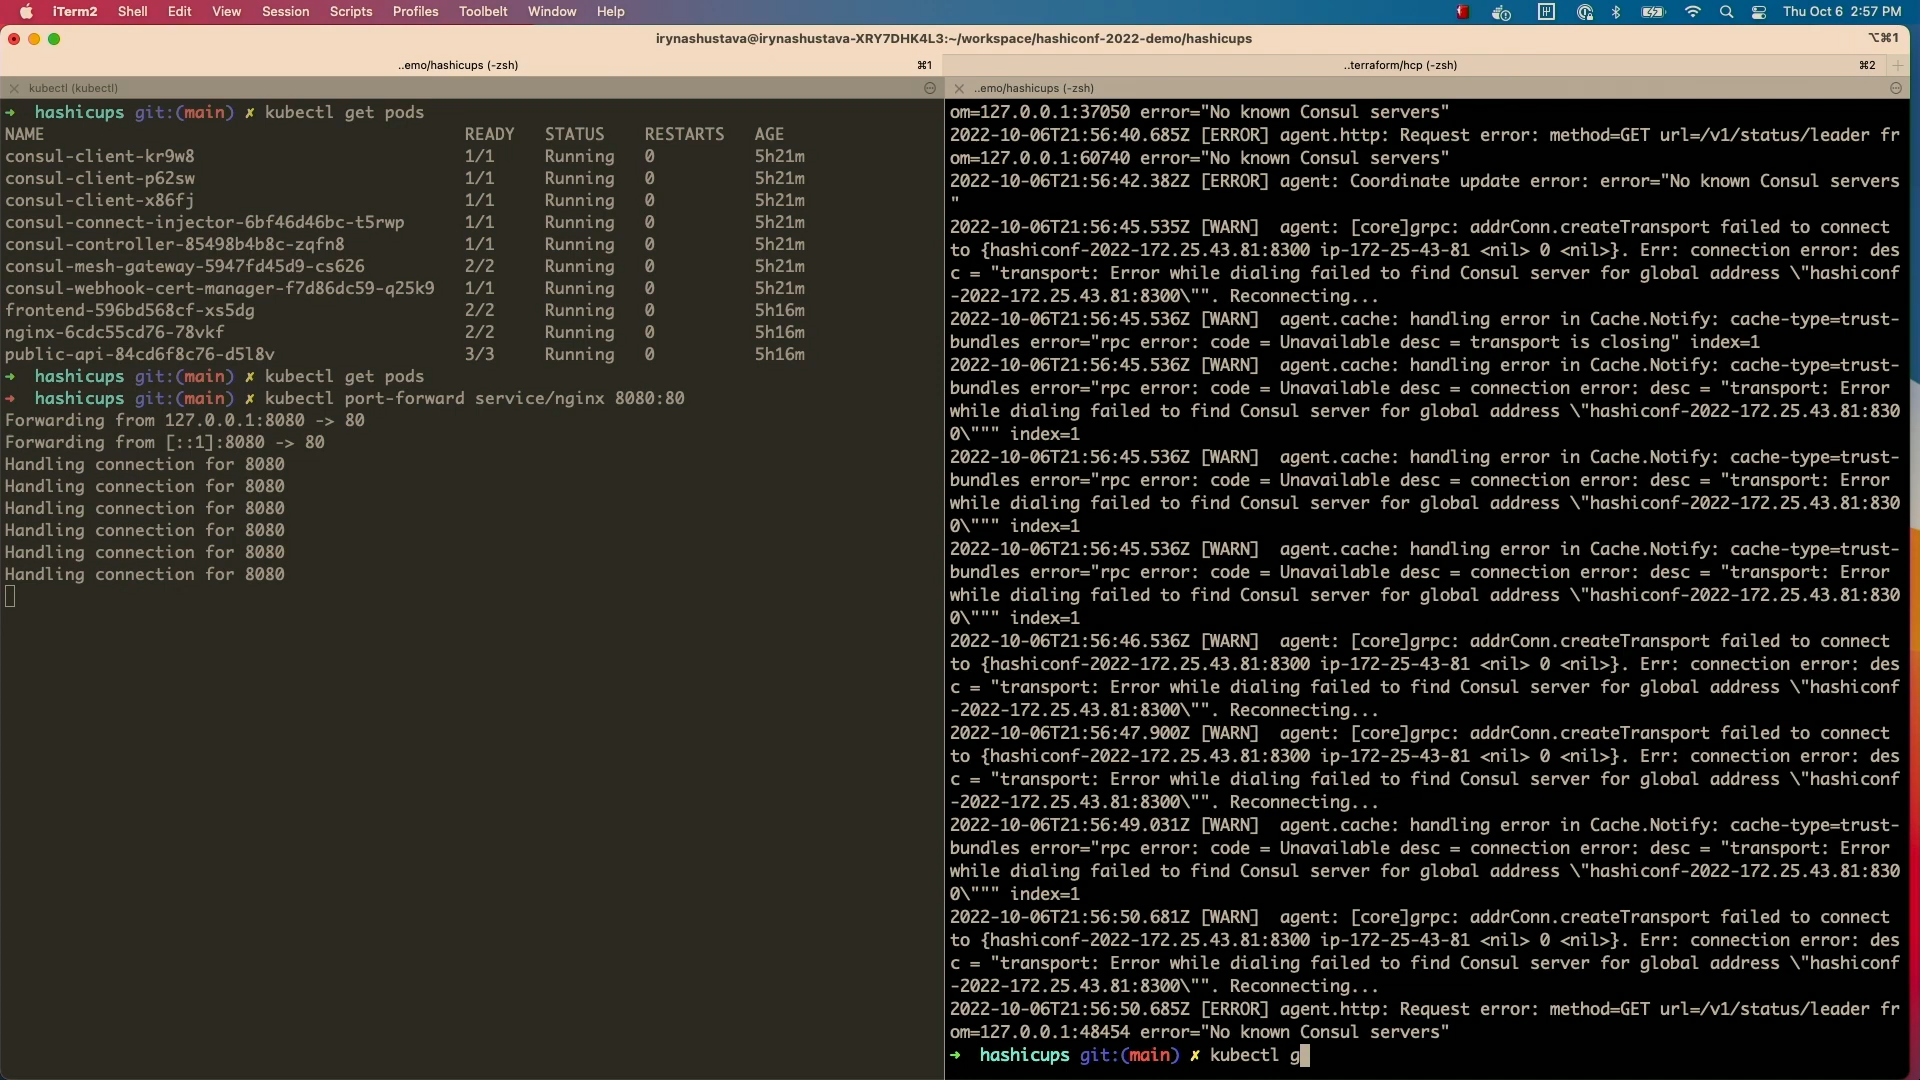 iTerm2 Shell Edit View Session Scripts Profiles Toolbelt Window Help Thu Oct 6 2:57 PM
irynashustava@irynashustava-XRY7DHK4L3:~/workspace/hashiconf-2022-demo/hashicups ⌥⌘1
..emo/hashicups (-zsh) ⌘1 ..terraform/hcp (-zsh) ⌘2
kubectl (kubectl)
➜ hashicups git:(main) ✗ kubectl get pods
NAME READY STATUS RESTARTS AGE
consul-client-kr9w8 1/1 Running 0 5h21m
consul-client-p62sw 1/1 Running 0 5h21m
consul-client-x86fj 1/1 Running 0 5h21m
consul-connect-injector-6bf46d46bc-t5rwp 1/1 Running 0 5h21m
consul-controller-85498b4b8c-zqfn8 1/1 Running 0 5h21m
consul-mesh-gateway-5947fd45d9-cs626 2/2 Running 0 5h21m
consul-webhook-cert-manager-f7d86dc59-q25k9 1/1 Running 0 5h21m
frontend-596bd568cf-xs5dg 2/2 Running 0 5h16m
nginx-6cdc55cd76-78vkf 2/2 Running 0 5h16m
public-api-84cd6f8c76-d5l8v 3/3 Running 0 5h16m
➜ hashicups git:(main) ✗ kubectl get pods
➜ hashicups git:(main) ✗ kubectl port-forward service/nginx 8080:80
Forwarding from 127.0.0.1:8080 -> 80
Forwarding from [::1]:8080 -> 80
Handling connection for 8080
Handling connection for 8080
Handling connection for 8080
Handling connection for 8080
Handling connection for 8080
Handling connection for 8080
..emo/hashicups (-zsh)
om=127.0.0.1:37050 error="No known Consul servers"
2022-10-06T21:56:40.685Z [ERROR] agent.http: Request error: method=GET url=/v1/status/leader fr
om=127.0.0.1:60740 error="No known Consul servers"
2022-10-06T21:56:42.382Z [ERROR] agent: Coordinate update error: error="No known Consul servers
"
2022-10-06T21:56:45.535Z [WARN] agent: [core]grpc: addrConn.createTransport failed to connect
to {hashiconf-2022-172.25.43.81:8300 ip-172-25-43-81 <nil> 0 <nil>}. Err: connection error: des
c = "transport: Error while dialing failed to find Consul server for global address \"hashiconf
-2022-172.25.43.81:8300\"". Reconnecting...
2022-10-06T21:56:45.536Z [WARN] agent.cache: handling error in Cache.Notify: cache-type=trust-
bundles error="rpc error: code = Unavailable desc = transport is closing" index=1
2022-10-06T21:56:45.536Z [WARN] agent.cache: handling error in Cache.Notify: cache-type=trust-
bundles error="rpc error: code = Unavailable desc = connection error: desc = "transport: Error
while dialing failed to find Consul server for global address \"hashiconf-2022-172.25.43.81:830
0\""" index=1
2022-10-06T21:56:45.536Z [WARN] agent.cache: handling error in Cache.Notify: cache-type=trust-
bundles error="rpc error: code = Unavailable desc = connection error: desc = "transport: Error
while dialing failed to find Consul server for global address \"hashiconf-2022-172.25.43.81:830
0\""" index=1
2022-10-06T21:56:45.536Z [WARN] agent.cache: handling error in Cache.Notify: cache-type=trust-
bundles error="rpc error: code = Unavailable desc = connection error: desc = "transport: Error
while dialing failed to find Consul server for global address \"hashiconf-2022-172.25.43.81:830
0\""" index=1
2022-10-06T21:56:46.536Z [WARN] agent: [core]grpc: addrConn.createTransport failed to connect
to {hashiconf-2022-172.25.43.81:8300 ip-172-25-43-81 <nil> 0 <nil>}. Err: connection error: des
c = "transport: Error while dialing failed to find Consul server for global address \"hashiconf
-2022-172.25.43.81:8300\"". Reconnecting...
2022-10-06T21:56:47.900Z [WARN] agent: [core]grpc: addrConn.createTransport failed to connect
to {hashiconf-2022-172.25.43.81:8300 ip-172-25-43-81 <nil> 0 <nil>}. Err: connection error: des
c = "transport: Error while dialing failed to find Consul server for global address \"hashiconf
-2022-172.25.43.81:8300\"". Reconnecting...
2022-10-06T21:56:49.031Z [WARN] agent.cache: handling error in Cache.Notify: cache-type=trust-
bundles error="rpc error: code = Unavailable desc = connection error: desc = "transport: Error
while dialing failed to find Consul server for global address \"hashiconf-2022-172.25.43.81:830
0\""" index=1
2022-10-06T21:56:50.681Z [WARN] agent: [core]grpc: addrConn.createTransport failed to connect
to {hashiconf-2022-172.25.43.81:8300 ip-172-25-43-81 <nil> 0 <nil>}. Err: connection error: des
c = "transport: Error while dialing failed to find Consul server for global address \"hashiconf
-2022-172.25.43.81:8300\"". Reconnecting...
2022-10-06T21:56:50.685Z [ERROR] agent.http: Request error: method=GET url=/v1/status/leader fr
om=127.0.0.1:48454 error="No known Consul servers"
➜ hashicups git:(main) ✗ kubectl g